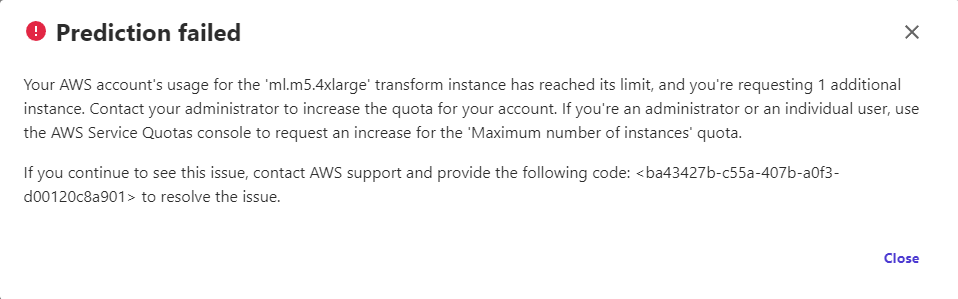 Prediction failed
Your AWS account's usage for the 'ml.m5.4xlarge' transform instance has reached its limit, and you're requesting 1 additional
instance. Contact your administrator to increase the quota for your account. If you're an administrator or an individual user, use
the AWS Service Quotas console to request an increase for the 'Maximum number of instances' quota.
If you continue to see this issue, contact AWS support and provide the following code: <ba43427b-c55a-407b-a0f3-
d00120c8a901> to resolve the issue.
Close